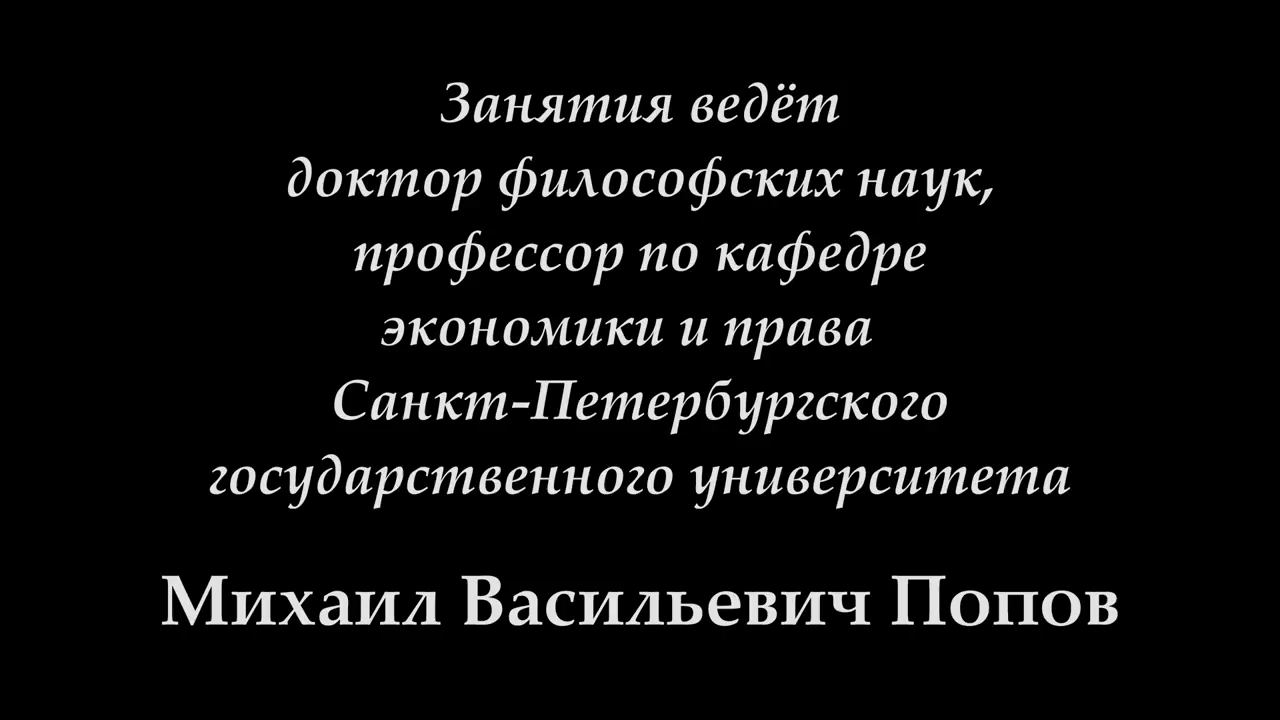 Занятия ведёт
доктор философских наук,
профессор по кафедре
экономики и права
Санкт-Петербургского
государственного университета
Михаил Васильевич Попов